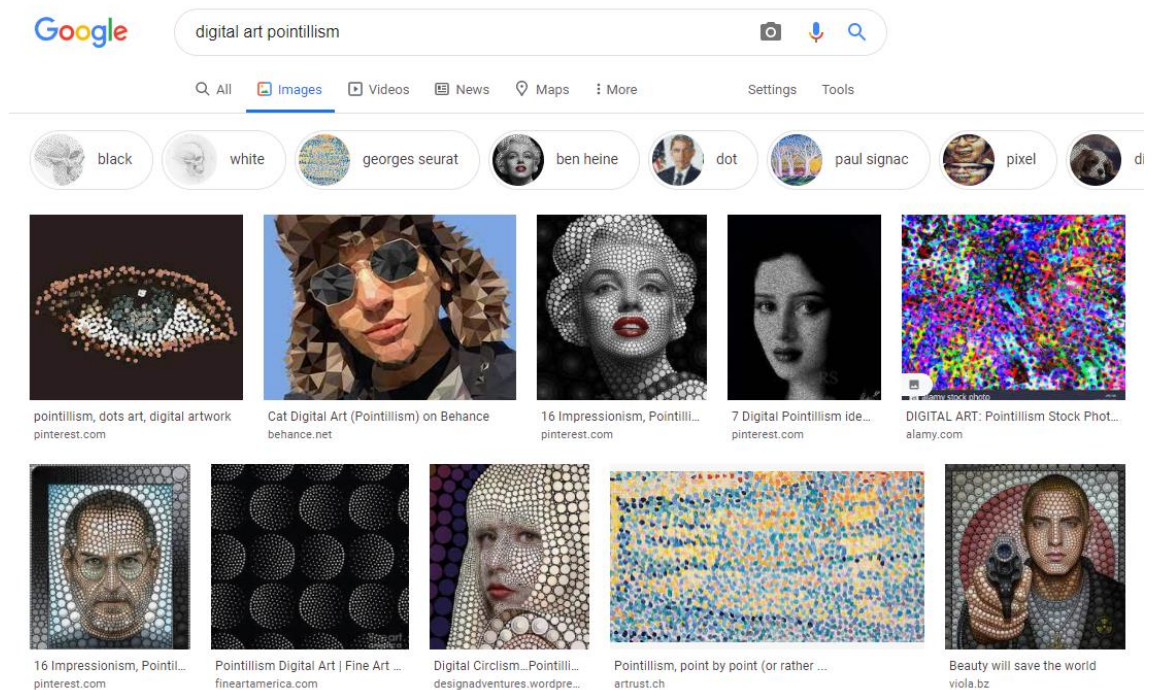 Google
digital art pointillism
All Images Videos News Maps More Settings Tools
black white georges seurat ben heine dot paul signac pixel di
alamy stock photo
pointillism, dots art, digital artwork Cat Digital Art (Pointillism) on Behance 16 Impressionism, Pointilli... 7 Digital Pointillism ide... DIGITAL ART: Pointillism Stock Phot...
pinterest.com behance.net pinterest.com pinterest.com alamy.com
16 Impressionism, Pointil... Pointillism Digital Art | Fine Art ... Digital Circlism...Pointilli... Pointillism, point by point (or rather ... Beauty will save the world
pinterest.com fineartamerica.com designadventures.wordpre... artrust.ch viola.bz